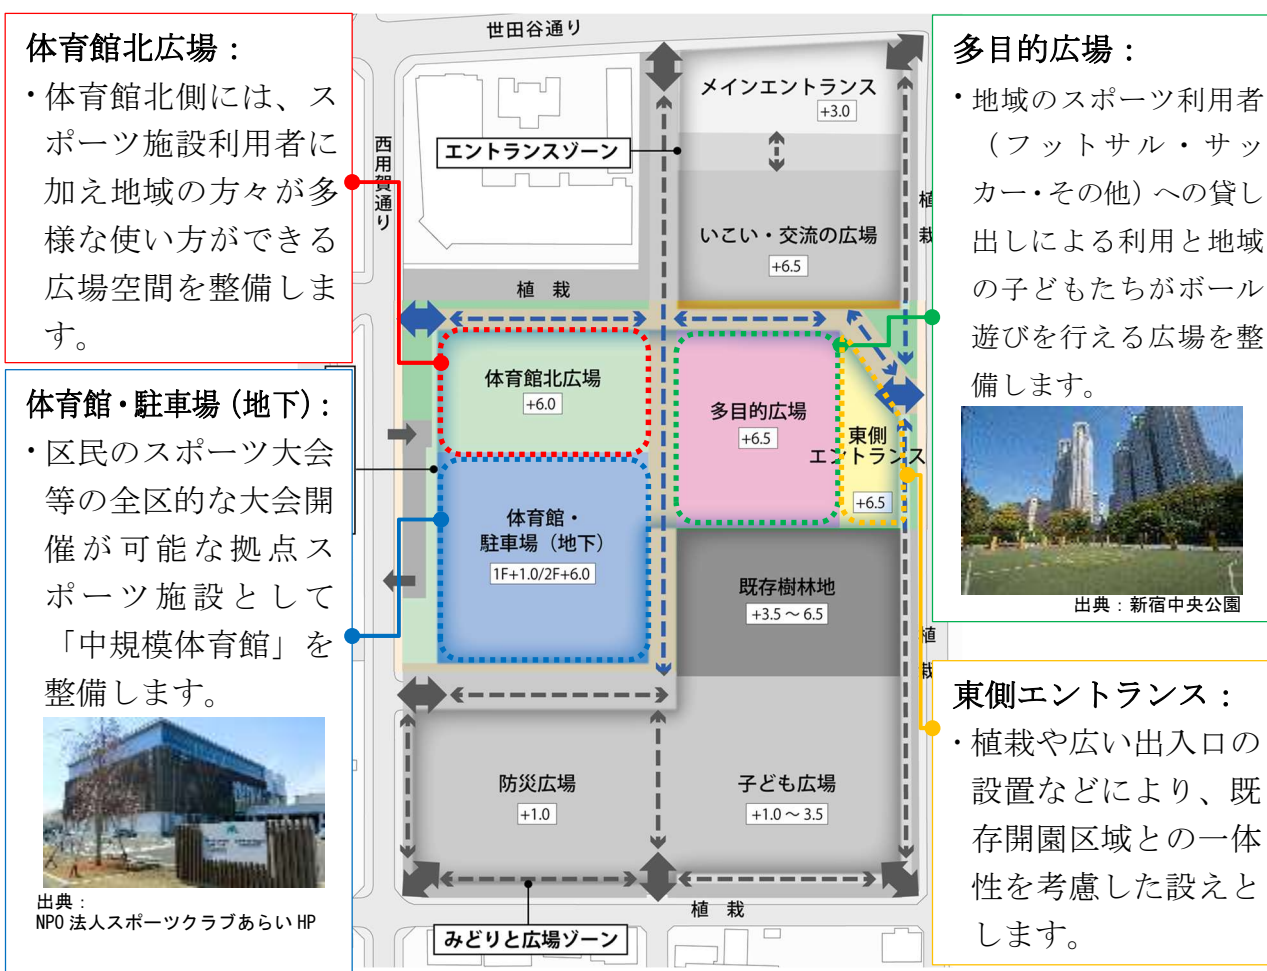 体育館北広場：
・体育館北側には、ス
ポーツ施設利用者に
加え地域の方々が多
様な使い方ができる
広場空間を整備しま
す。
体育館・駐車場（地下）：
・区民のスポーツ大会
等の全区的な大会開
催が可能な拠点ス
ポーツ施設として
「中規模体育館」を
整備します。
出典：
NPO 法人スポーツクラブあらい HP
世田谷通り
西用賀通り
メインエントランス
+3.0
エントランスゾーン
いこい・交流の広場
+6.5
植 栽
植 栽
体育館北広場
+6.0
多目的広場
+6.5
東側
エントランス
+6.5
体育館・
駐車場（地下）
1F+1.0/2F+6.0
既存樹林地
+3.5 ～ 6.5
植 栽
防災広場
+1.0
子ども広場
+1.0 ～ 3.5
植 栽
みどりと広場ゾーン
多目的広場：
・地域のスポーツ利用者
（フットサル・サッ
カー・その他）への貸し
出しによる利用と地域
の子どもたちがボール
遊びを行える広場を整
備します。
出典：新宿中央公園
東側エントランス：
・植栽や広い出入口の
設置などにより、既
存開園区域との一体
性を考慮した設えと
します。